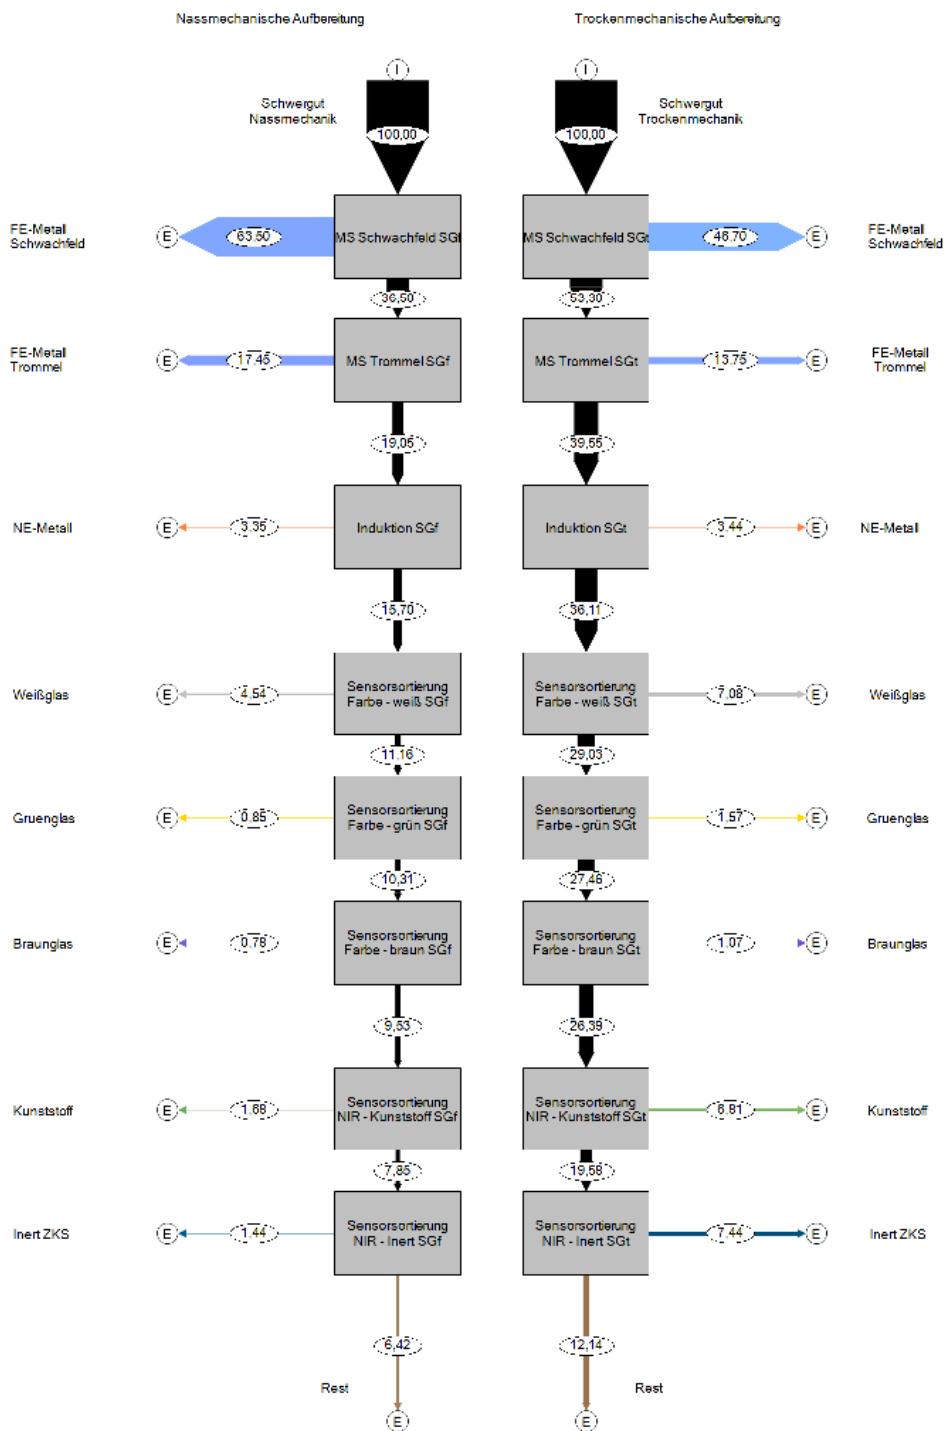 Nassmechanische Aufbereitung
Trockenmechanische Aufbereitung
I
I
Schwergut
Nassmechanik
Schwergut
Trockenmechanik
100,00
100,00
FE-Metall
Schwachfeld
E
63,50
MS Schwachfeld SGf
MS Schwachfeld SGt
46,70
E
FE-Metall
Schwachfeld
36,50
53,30
FE-Metall
Trommel
E
17,45
MS Trommel SGf
MS Trommel SGt
13,75
E
FE-Metall
Trommel
19,05
39,55
NE-Metall
E
3,35
Induktion SGf
Induktion SGt
3,44
E
NE-Metall
15,70
36,11
Weißglas
E
4,54
Sensorsortierung
Farbe - weiß SGf
Sensorsortierung
Farbe - weiß SGt
7,08
E
Weißglas
11,16
29,03
Gruenglas
E
0,85
Sensorsortierung
Farbe - grün SGf
Sensorsortierung
Farbe - grün SGt
1,57
E
Gruenglas
10,31
27,46
Braunglas
E
0,78
Sensorsortierung
Farbe - braun SGf
Sensorsortierung
Farbe - braun SGt
1,07
E
Braunglas
9,53
26,39
Kunststoff
E
1,68
Sensorsortierung
NIR - Kunststoff SGf
Sensorsortierung
NIR - Kunststoff SGt
6,81
E
Kunststoff
7,85
19,58
Inert ZKS
E
1,44
Sensorsortierung
NIR - Inert SGf
Sensorsortierung
NIR - Inert SGt
7,44
E
Inert ZKS
6,42
12,14
Rest
Rest
E
E